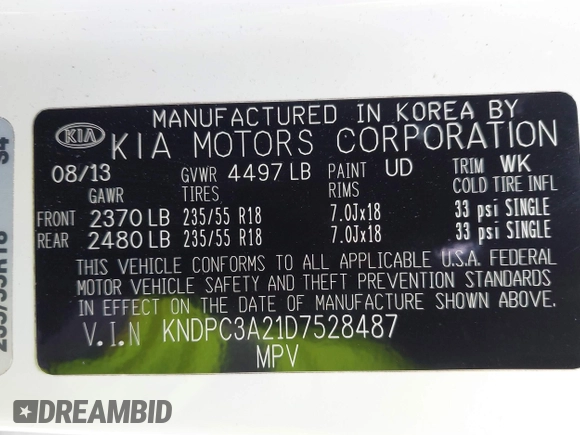 MANUFACTURED IN KOREA BY
KIA KIA MOTORS CORPORATION
08/13 GVWR 4497 LB PAINT UD TRIM WK
GAWR TIRES RIMS COLD TIRE INFL
FRONT 2370 LB 235/55 R18 7.0Jx18 33 psi SINGLE
REAR 2480 LB 235/55 R18 7.0Jx18 33 psi SINGLE
THIS VEHICLE CONFORMS TO ALL APPLICABLE U.S.A. FEDERAL
MOTOR VEHICLE SAFETY AND THEFT PREVENTION STANDARDS
IN EFFECT ON THE DATE OF MANUFACTURE SHOWN ABOVE.
V.I.N KNDPC3A21D7528487
MPV
DREAMBID